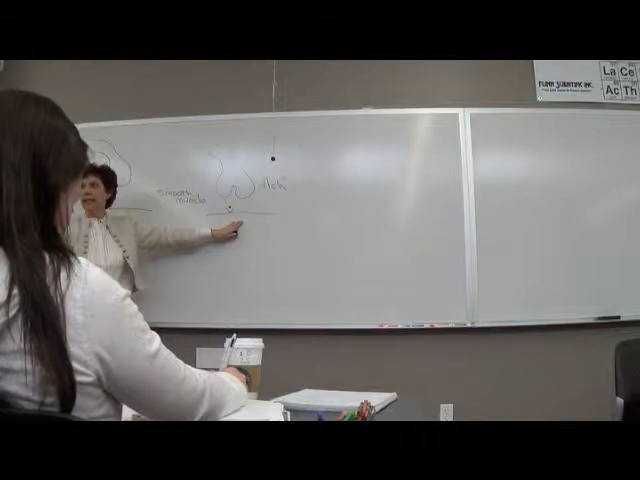 FLINN SCIENTIFIC INC.
La Ce
Ac Th
Smooth
muscle
Ach